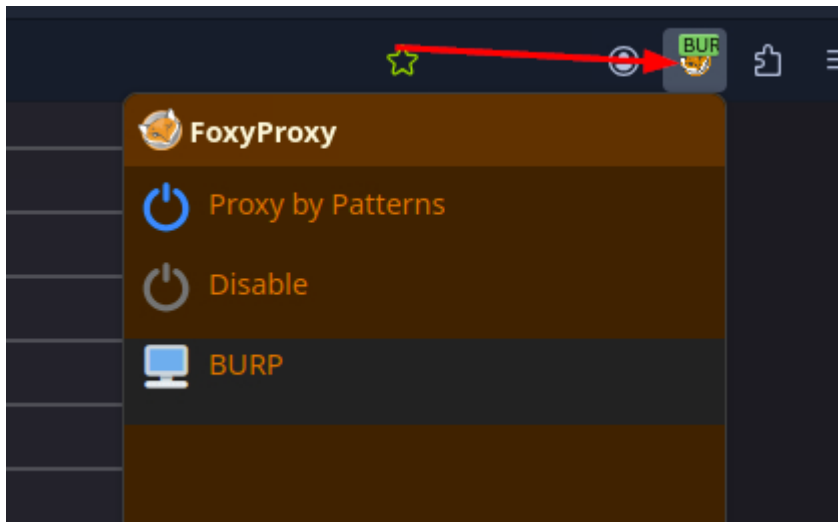 BUR
FoxyProxy
Proxy by Patterns
Disable
BURP